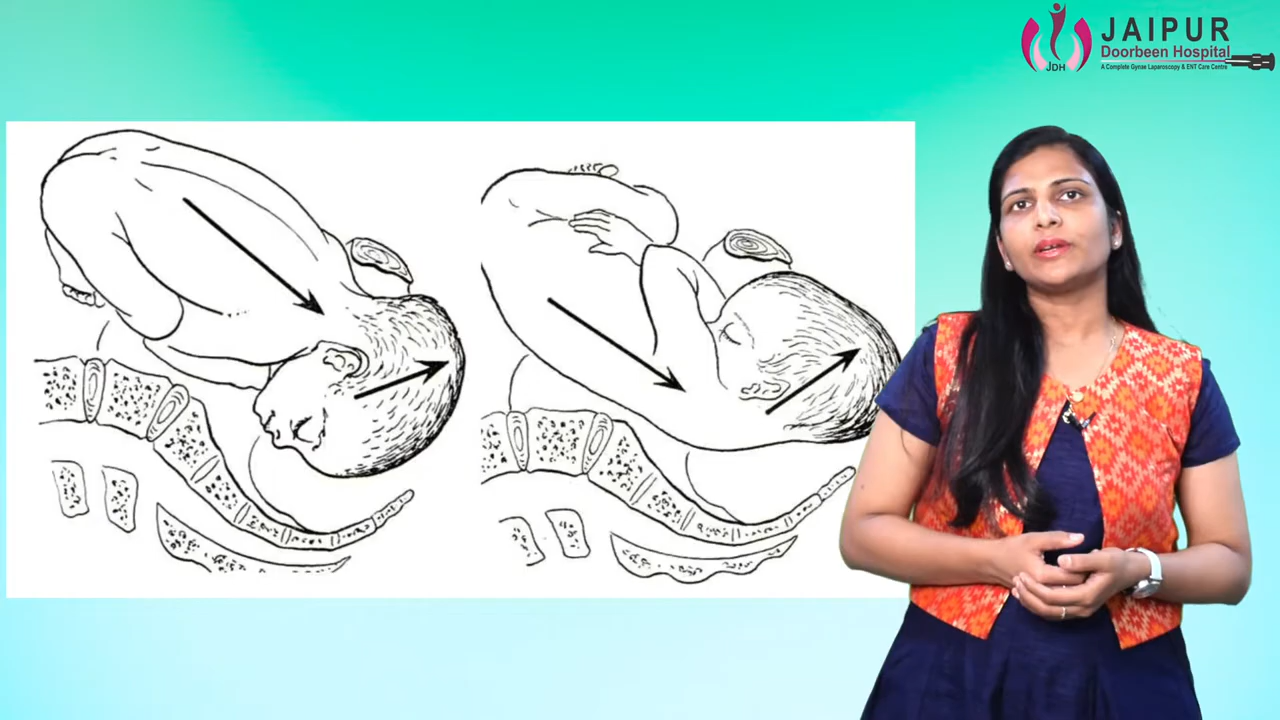 JAIPUR
Doorbeen Hospital
A Complete Gynae Laparoscopy & ENT Care Centre
JDH